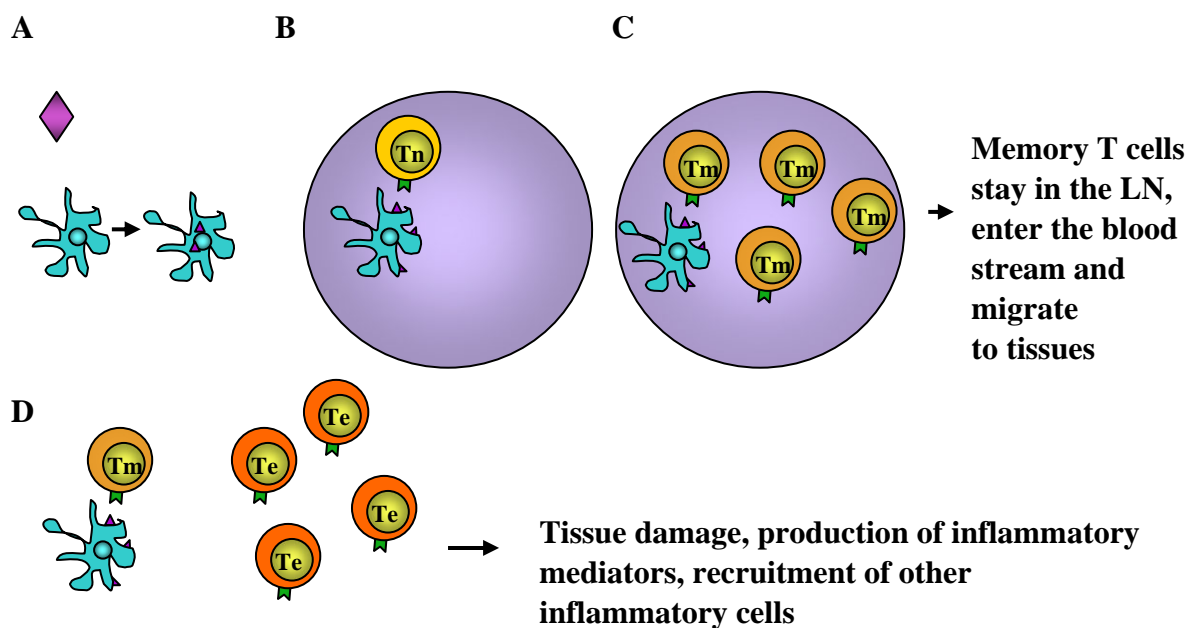 A
B
C
Tn
Tm
Tm
Tm
Tm
Memory T cells
stay in the LN,
enter the blood
stream and
migrate
to tissues
D
Tm
Te
Te
Te
Te
Tissue damage, production of inflammatory
mediators, recruitment of other
inflammatory cells